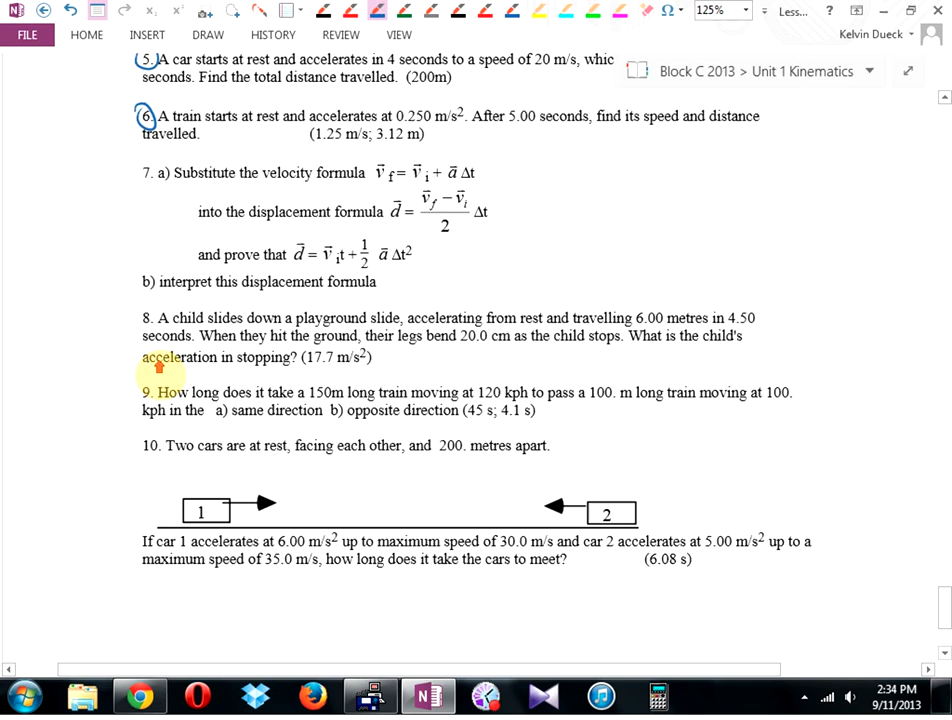 125%
Less...
?
FILE HOME INSERT DRAW HISTORY REVIEW VIEW
Kelvin Dueck
5. A car starts at rest and accelerates in 4 seconds to a speed of 20 m/s, whic
seconds. Find the total distance travelled. (200m)
Block C 2013 > Unit 1 Kinematics
6. A train starts at rest and accelerates at 0.250 m/s². After 5.00 seconds, find its speed and distance
travelled. (1.25 m/s; 3.12 m)
7. a) Substitute the velocity formula v⃗f = v⃗i + a⃗ Δt
into the displacement formula d⃗ = (v⃗f − v⃗i)/2 Δt
and prove that d⃗ = v⃗it + 1/2 a⃗ Δt²
b) interpret this displacement formula
8. A child slides down a playground slide, accelerating from rest and travelling 6.00 metres in 4.50
seconds. When they hit the ground, their legs bend 20.0 cm as the child stops. What is the child's
acceleration in stopping? (17.7 m/s²)
9. How long does it take a 150m long train moving at 120 kph to pass a 100. m long train moving at 100.
kph in the a) same direction b) opposite direction (45 s; 4.1 s)
10. Two cars are at rest, facing each other, and 200. metres apart.
1 2
If car 1 accelerates at 6.00 m/s² up to maximum speed of 30.0 m/s and car 2 accelerates at 5.00 m/s² up to a
maximum speed of 35.0 m/s, how long does it take the cars to meet? (6.08 s)
2:34 PM
9/11/2013